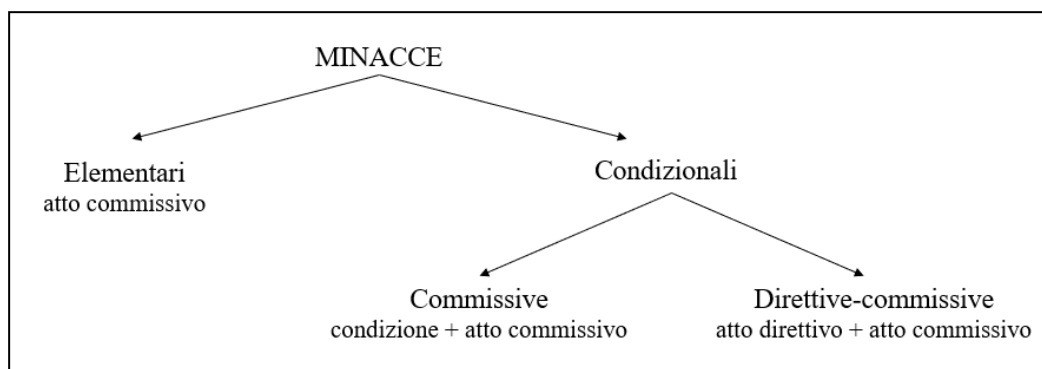 MINACCE
Elementari
atto commissivo
Condizionali
Commissive
condizione + atto commissivo
Direttive-commissive
atto direttivo + atto commissivo